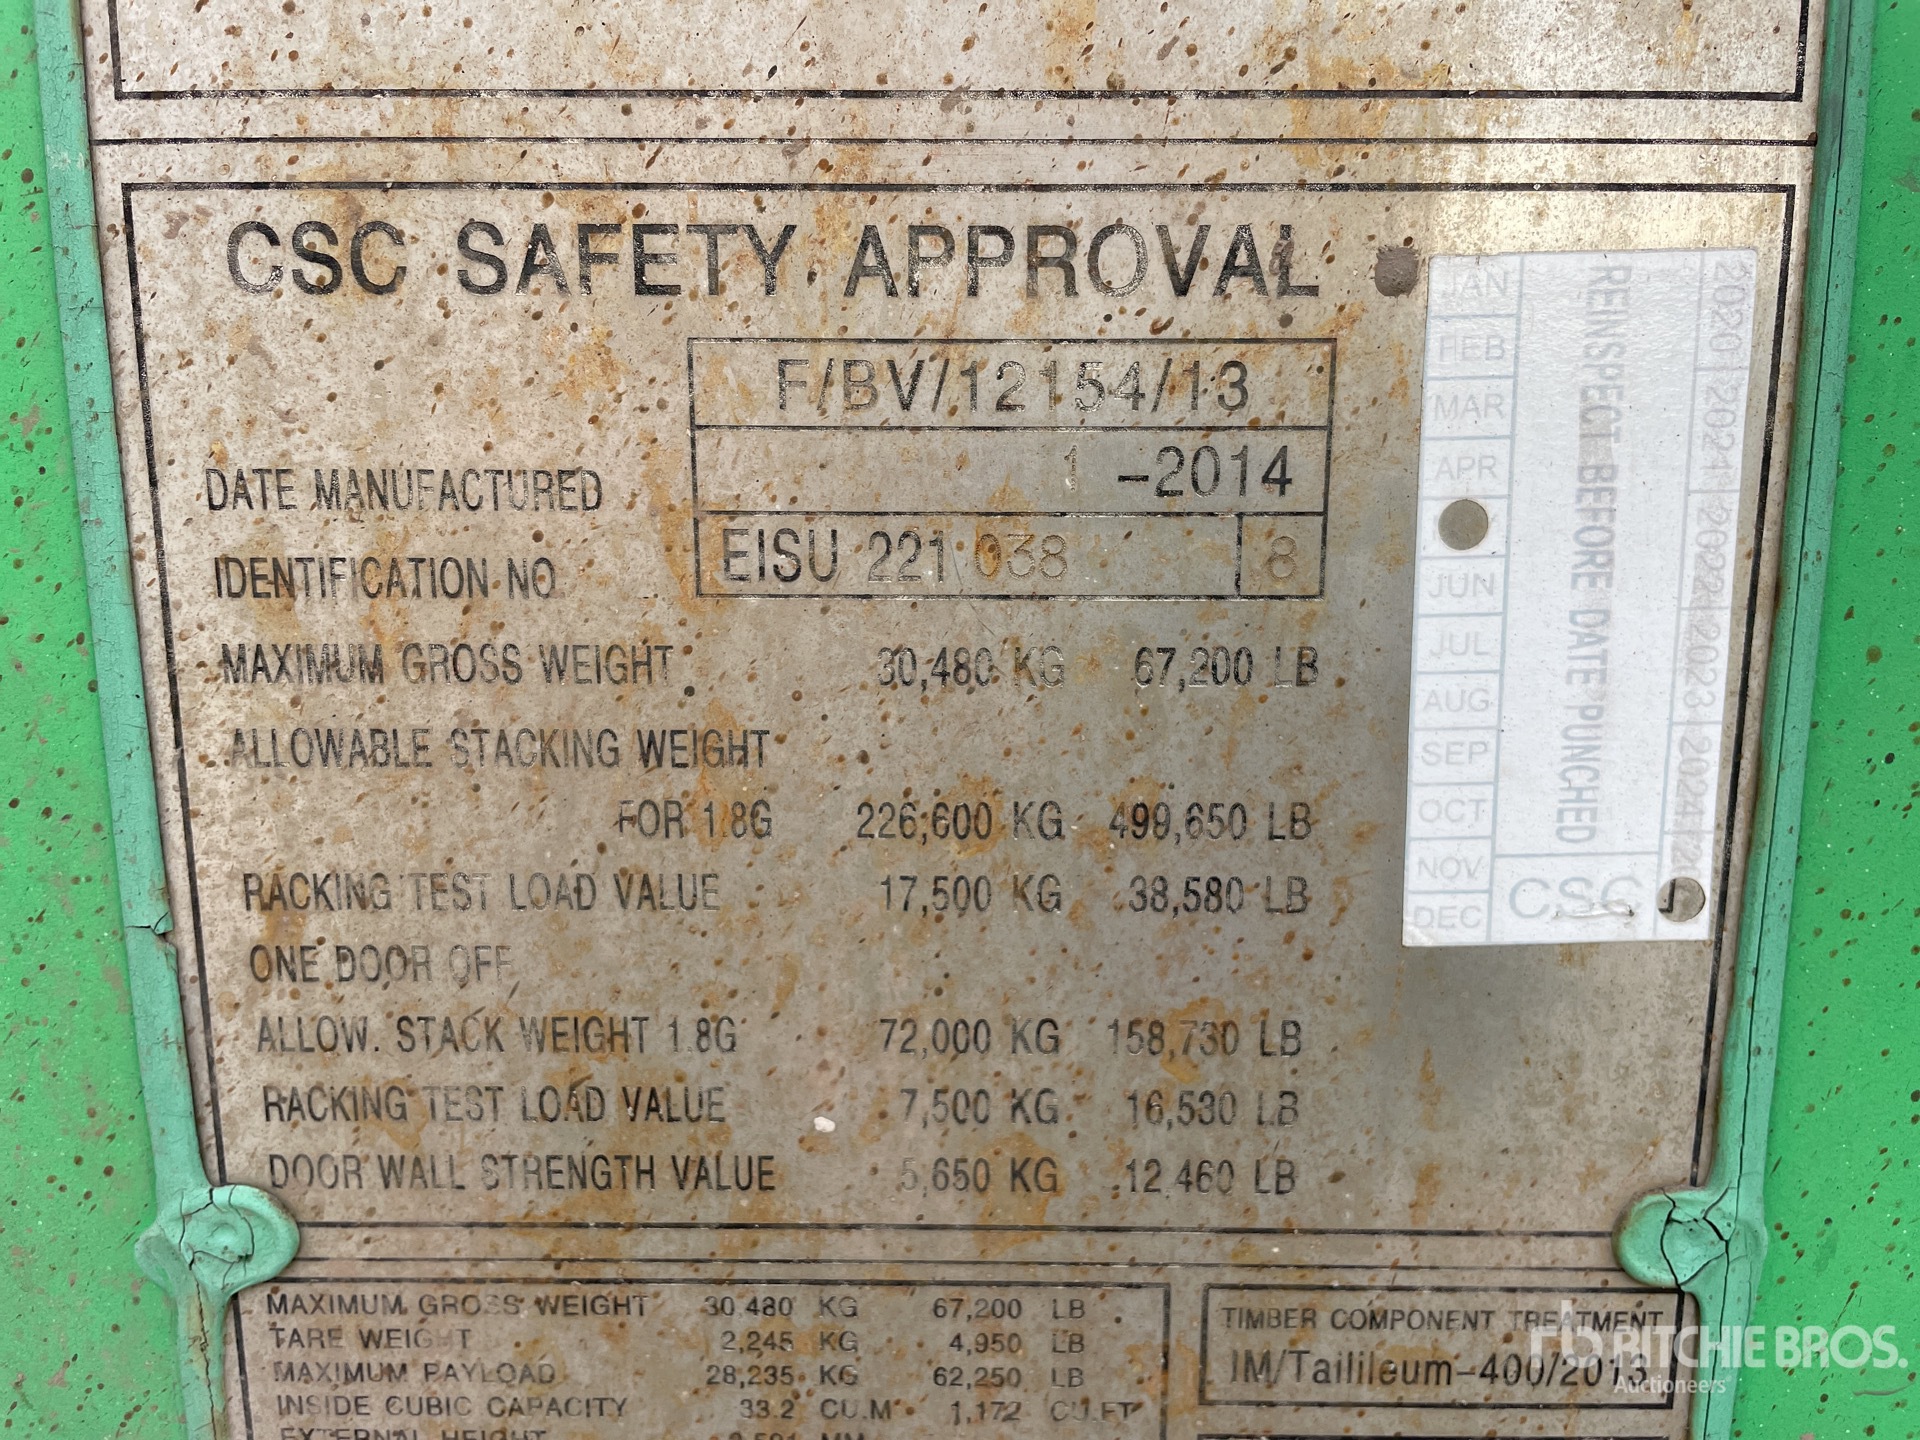 CSC SAFETY APPROVAL
F/BV/12154/13
DATE MANUFACTURED 1 -2014
IDENTIFICATION NO EISU 221 038 8
MAXIMUM GROSS WEIGHT 30,480 KG 67,200 LB
ALLOWABLE STACKING WEIGHT
FOR 1.8G 226,600 KG 499,650 LB
RACKING TEST LOAD VALUE 17,500 KG 38,580 LB
ONE DOOR OFF
ALLOW. STACK WEIGHT 1.8G 72,000 KG 158,730 LB
RACKING TEST LOAD VALUE 7,500 KG 16,530 LB
DOOR WALL STRENGTH VALUE 5,650 KG 12,460 LB
JAN
FEB
MAR
APR
JUN
JUL
AUG
SEP
OCT
NOV
DEC
REINSPECT BEFORE DATE PUNCHED
CSC
2020 2021 2022 2023 2024
MAXIMUM GROSS WEIGHT 30,480 KG 67,200 LB
TARE WEIGHT 2,245 KG 4,950 LB
MAXIMUM PAYLOAD 28,235 KG 62,250 LB
INSIDE CUBIC CAPACITY 33.2 CU.M 1,172 CU.FT
EXTERNAL HEIGHT
TIMBER COMPONENT TREATMENT
IM/Taillileum-400/2013
rb RITCHIE BROS.
Auctioneers